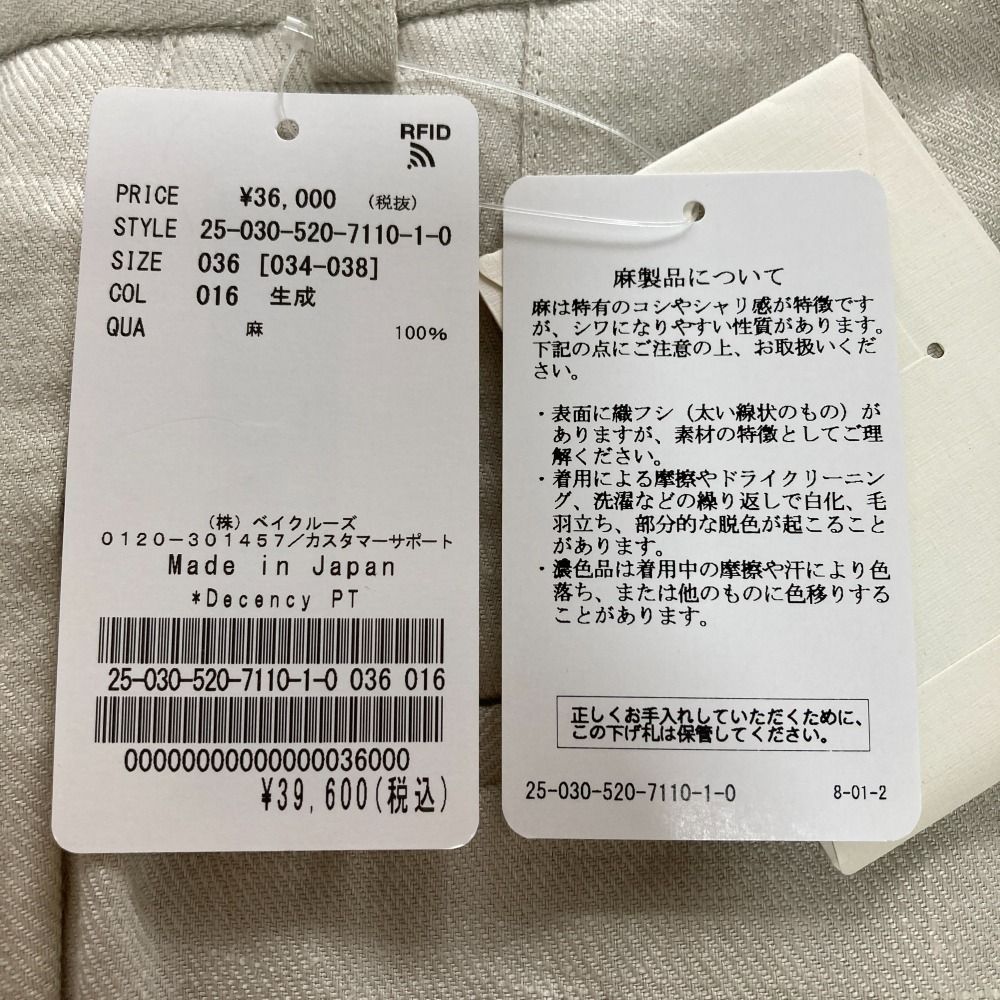 RFID
PRICE ¥36,000 (税抜)
STYLE 25-030-520-7110-1-0
SIZE 036 [034-038]
COL 016 生成
QUA 麻 100%
(株) ベイクルーズ
0120-301457/カスタマーサポート
Made in Japan
*Decency PT
25-030-520-7110-1-0 036 016
00000000000000036000
¥39,600(税込)
麻製品について
麻は特有のコシやシャリ感が特徴です
が、シワになりやすい性質があります。
下記の点にご注意の上、お取扱いくだ
さい。
・表面に織フシ（太い線状のもの）が
ありますが、素材の特徴としてご理
解ください。
・着用による摩擦やドライクリーニン
グ、洗濯などの繰り返しで白化、毛
羽立ち、部分的な脱色が起こること
があります。
・濃色品は着用中の摩擦や汗により色
落ち、または他のものに色移りする
ことがあります。
正しくお手入れしていただくために、
この下げ札は保管してください。
25-030-520-7110-1-0 8-01-2